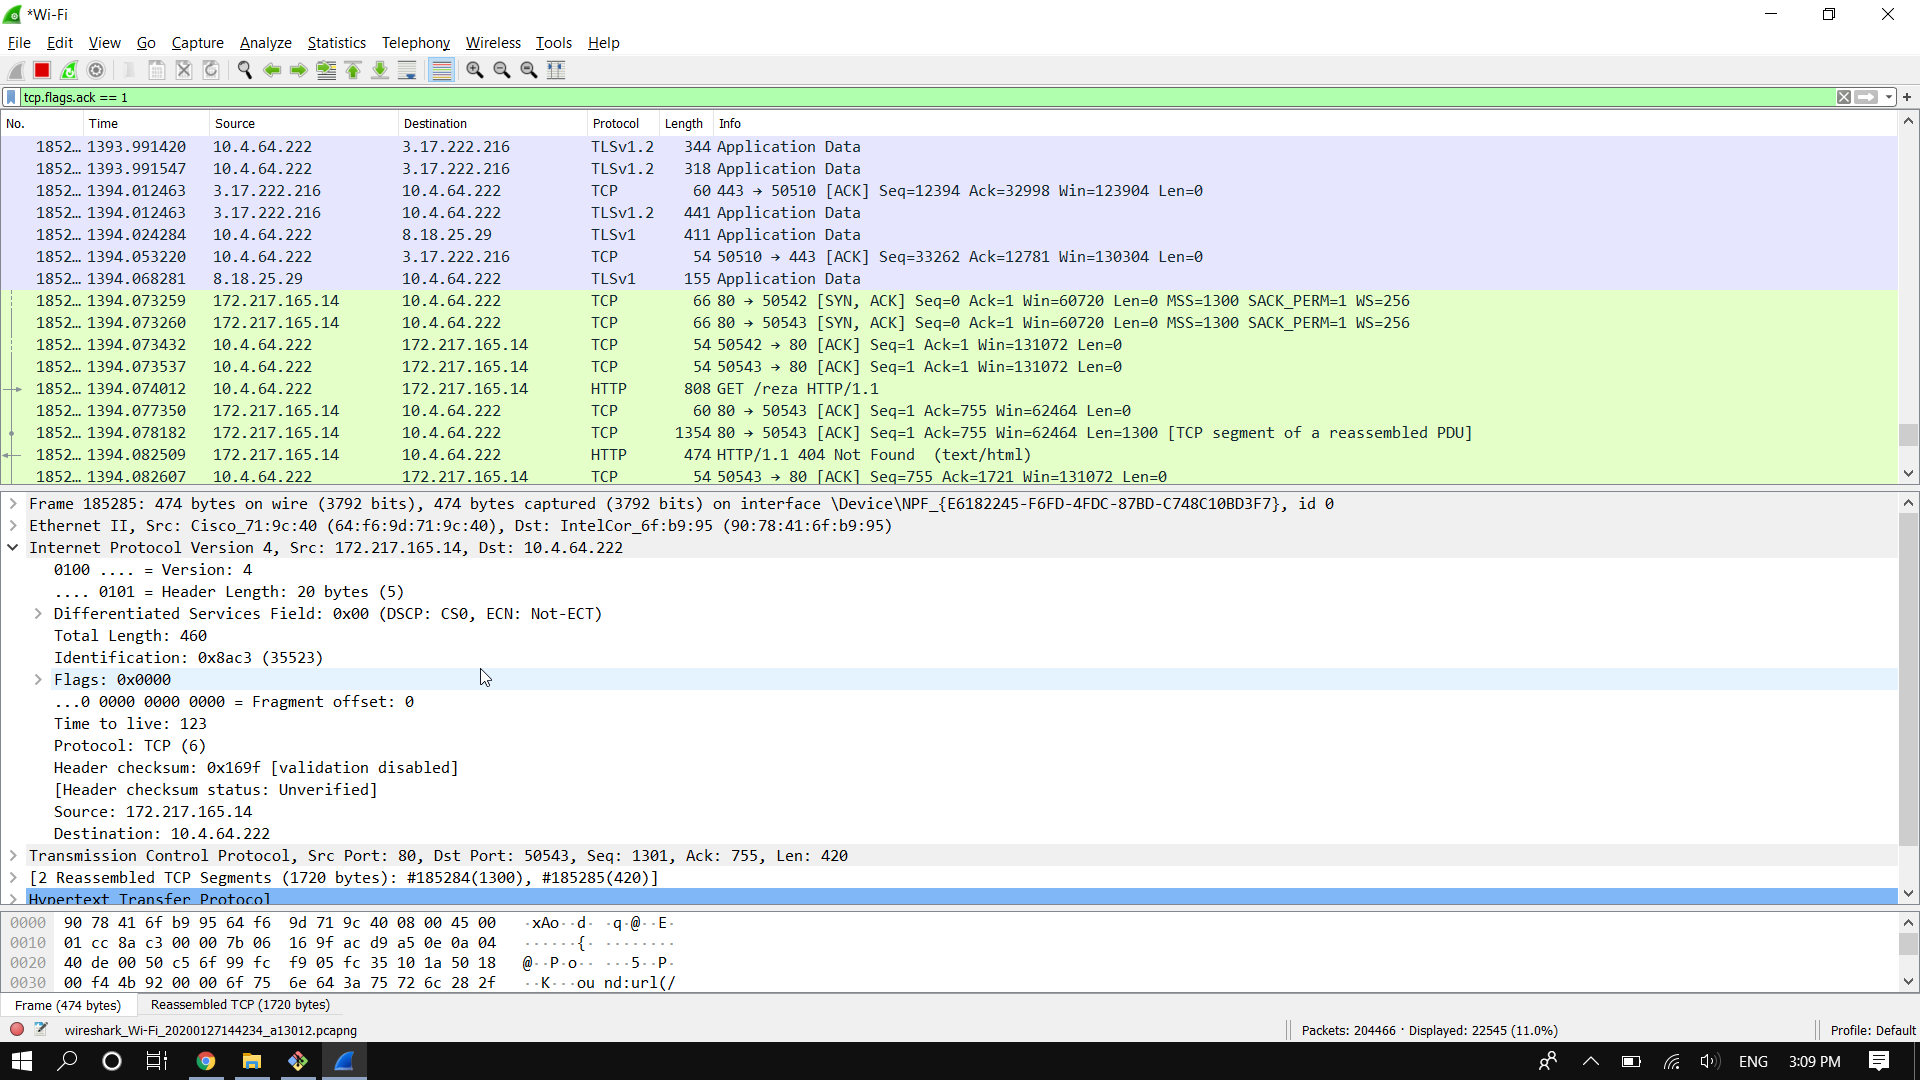 *Wi-Fi
File Edit View Go Capture Analyze Statistics Telephony Wireless Tools Help
tcp.flags.ack == 1
No. Time Source Destination Protocol Length Info
1852… 1393.991420 10.4.64.222 3.17.222.216 TLSv1.2 344 Application Data
1852… 1393.991547 10.4.64.222 3.17.222.216 TLSv1.2 318 Application Data
1852… 1394.012463 3.17.222.216 10.4.64.222 TCP 60 443 → 50510 [ACK] Seq=12394 Ack=32998 Win=123904 Len=0
1852… 1394.012463 3.17.222.216 10.4.64.222 TLSv1.2 441 Application Data
1852… 1394.024284 10.4.64.222 8.18.25.29 TLSv1 411 Application Data
1852… 1394.053220 10.4.64.222 3.17.222.216 TCP 54 50510 → 443 [ACK] Seq=33262 Ack=12781 Win=130304 Len=0
1852… 1394.068281 8.18.25.29 10.4.64.222 TLSv1 155 Application Data
1852… 1394.073259 172.217.165.14 10.4.64.222 TCP 66 80 → 50542 [SYN, ACK] Seq=0 Ack=1 Win=60720 Len=0 MSS=1300 SACK_PERM=1 WS=256
1852… 1394.073260 172.217.165.14 10.4.64.222 TCP 66 80 → 50543 [SYN, ACK] Seq=0 Ack=1 Win=60720 Len=0 MSS=1300 SACK_PERM=1 WS=256
1852… 1394.073432 10.4.64.222 172.217.165.14 TCP 54 50542 → 80 [ACK] Seq=1 Ack=1 Win=131072 Len=0
1852… 1394.073537 10.4.64.222 172.217.165.14 TCP 54 50543 → 80 [ACK] Seq=1 Ack=1 Win=131072 Len=0
1852… 1394.074012 10.4.64.222 172.217.165.14 HTTP 808 GET /reza HTTP/1.1
1852… 1394.077350 172.217.165.14 10.4.64.222 TCP 60 80 → 50543 [ACK] Seq=1 Ack=755 Win=62464 Len=0
1852… 1394.078182 172.217.165.14 10.4.64.222 TCP 1354 80 → 50543 [ACK] Seq=1 Ack=755 Win=62464 Len=1300 [TCP segment of a reassembled PDU]
1852… 1394.082509 172.217.165.14 10.4.64.222 HTTP 474 HTTP/1.1 404 Not Found (text/html)
1852… 1394.082607 10.4.64.222 172.217.165.14 TCP 54 50543 → 80 [ACK] Seq=755 Ack=1721 Win=131072 Len=0
Frame 185285: 474 bytes on wire (3792 bits), 474 bytes captured (3792 bits) on interface \Device\NPF_{E6182245-F6FD-4FDC-87BD-C748C10BD3F7}, id 0
Ethernet II, Src: Cisco_71:9c:40 (64:f6:9d:71:9c:40), Dst: IntelCor_6f:b9:95 (90:78:41:6f:b9:95)
Internet Protocol Version 4, Src: 172.217.165.14, Dst: 10.4.64.222
0100 .... = Version: 4
.... 0101 = Header Length: 20 bytes (5)
Differentiated Services Field: 0x00 (DSCP: CS0, ECN: Not-ECT)
Total Length: 460
Identification: 0x8ac3 (35523)
Flags: 0x0000
...0 0000 0000 0000 = Fragment offset: 0
Time to live: 123
Protocol: TCP (6)
Header checksum: 0x169f [validation disabled]
[Header checksum status: Unverified]
Source: 172.217.165.14
Destination: 10.4.64.222
Transmission Control Protocol, Src Port: 80, Dst Port: 50543, Seq: 1301, Ack: 755, Len: 420
[2 Reassembled TCP Segments (1720 bytes): #185284(1300), #185285(420)]
Hypertext Transfer Protocol
0000 90 78 41 6f b9 95 64 f6 9d 71 9c 40 08 00 45 00 ·xAo··d· ·q·@··E·
0010 01 cc 8a c3 00 00 7b 06 16 9f ac d9 a5 0e 0a 04 ······{· ········
0020 40 de 00 50 c5 6f 99 fc f9 05 fc 35 10 1a 50 18 @··P·o·· ···5··P·
0030 00 f4 4b 92 00 00 6f 75 6e 64 3a 75 72 6c 28 2f ··K···ou nd:url(/
Frame (474 bytes) Reassembled TCP (1720 bytes)
wireshark_Wi-Fi_20200127144234_a13012.pcapng Packets: 204466 · Displayed: 22545 (11.0%) Profile: Default
ENG 3:09 PM